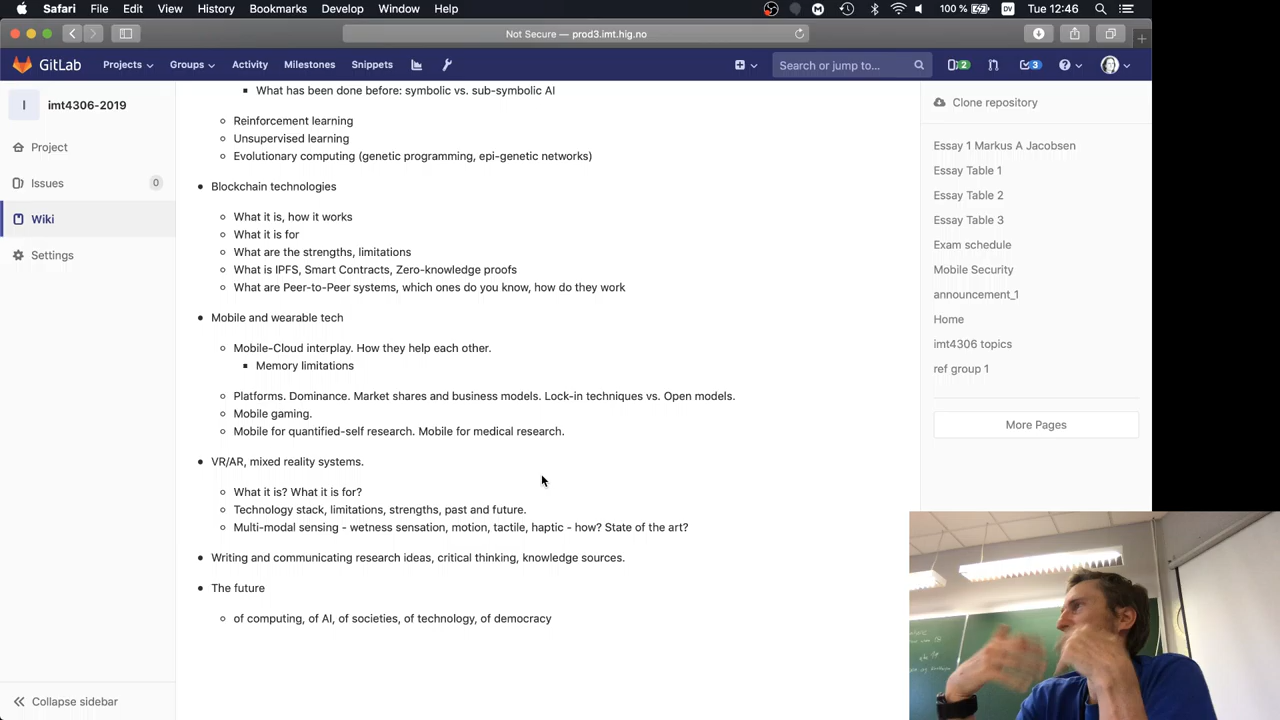 Safari File Edit View History Bookmarks Develop Window Help 100 % DV Tue 12:46
Not Secure — prod3.imt.hig.no
GitLab Projects Groups Activity Milestones Snippets Search or jump to... 2 3
I imt4306-2019
Project
Issues 0
Wiki
Settings
Collapse sidebar
What has been done before: symbolic vs. sub-symbolic AI
Reinforcement learning
Unsupervised learning
Evolutionary computing (genetic programming, epi-genetic networks)
Blockchain technologies
What it is, how it works
What it is for
What are the strengths, limitations
What is IPFS, Smart Contracts, Zero-knowledge proofs
What are Peer-to-Peer systems, which ones do you know, how do they work
Mobile and wearable tech
Mobile-Cloud interplay. How they help each other.
Memory limitations
Platforms. Dominance. Market shares and business models. Lock-in techniques vs. Open models.
Mobile gaming.
Mobile for quantified-self research. Mobile for medical research.
VR/AR, mixed reality systems.
What it is? What it is for?
Technology stack, limitations, strengths, past and future.
Multi-modal sensing - wetness sensation, motion, tactile, haptic - how? State of the art?
Writing and communicating research ideas, critical thinking, knowledge sources.
The future
of computing, of AI, of societies, of technology, of democracy
Clone repository
Essay 1 Markus A Jacobsen
Essay Table 1
Essay Table 2
Essay Table 3
Exam schedule
Mobile Security
announcement_1
Home
imt4306 topics
ref group 1
More Pages